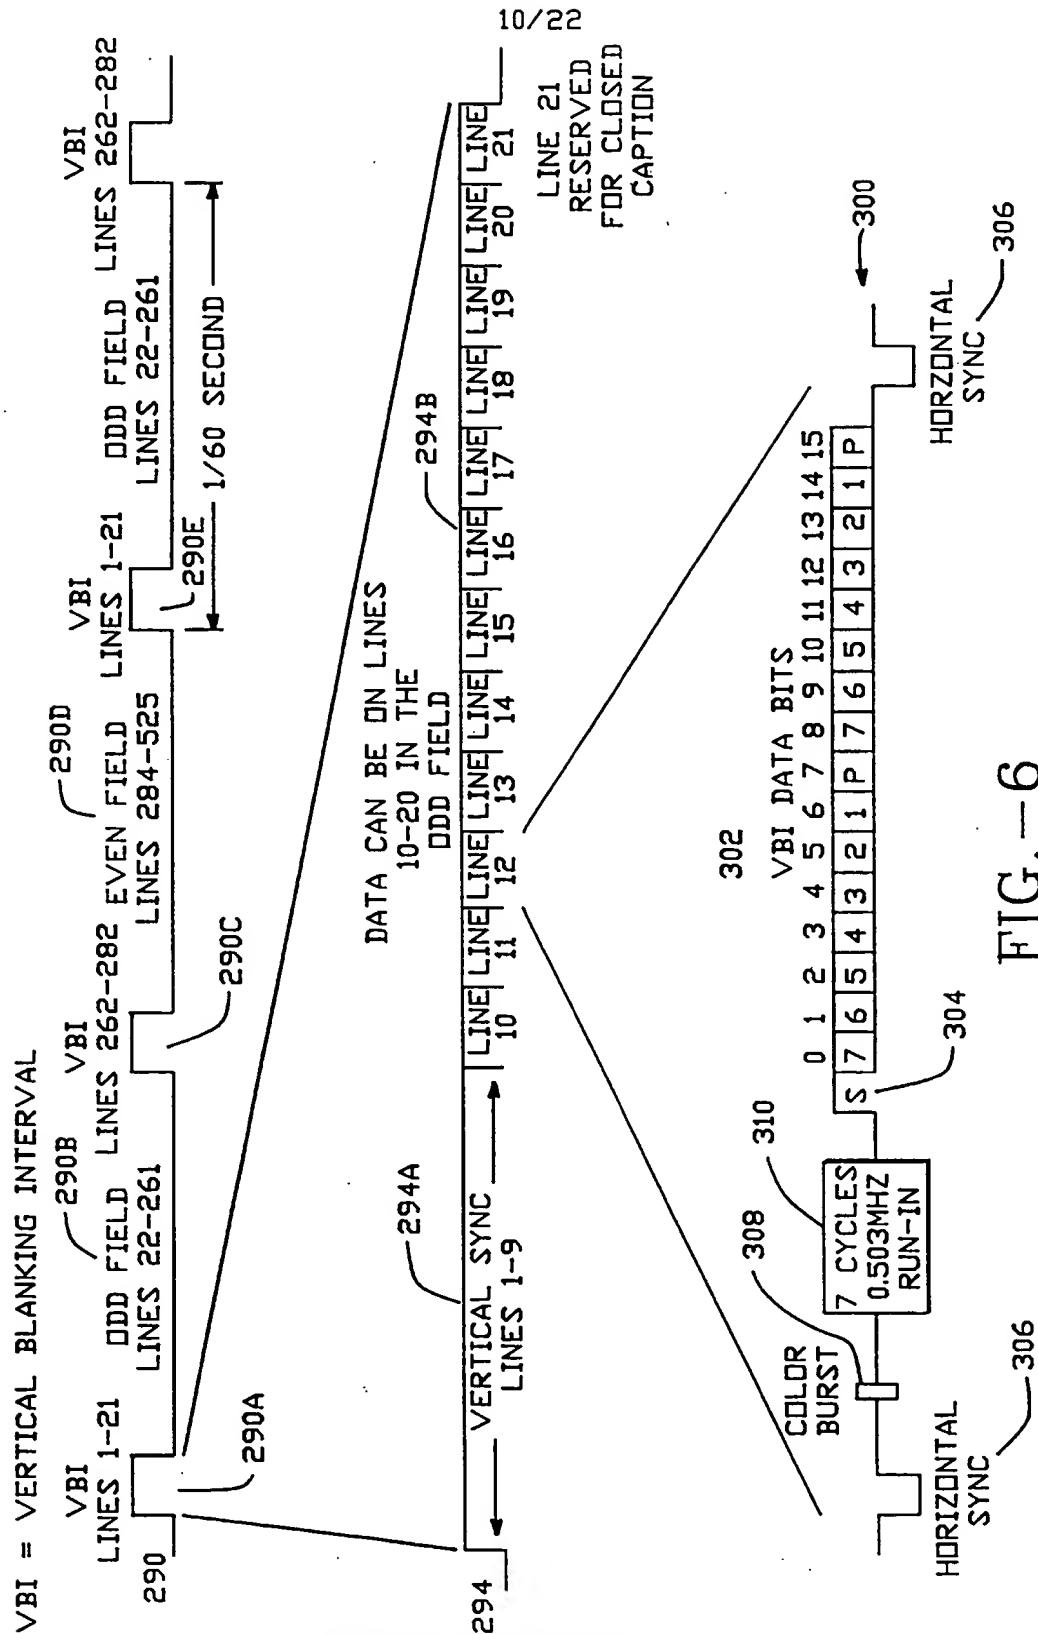 10/22
VBI = VERTICAL BLANKING INTERVAL
VBI
LINES 1-21
ODD FIELD
LINES 22-261
290B
VBI
LINES 262-282
EVEN FIELD
LINES 284-525
290D
VBI
LINES 1-21
ODD FIELD
LINES 22-261
VBI
LINES 262-282
290
290A
290C
290E
1/60 SECOND
DATA CAN BE ON LINES
10-20 IN THE
ODD FIELD
294
294A
294B
VERTICAL SYNC
LINES 1-9
LINE LINE LINE LINE LINE LINE LINE LINE LINE LINE LINE LINE
10 11 12 13 14 15 16 17 18 19 20 21
LINE 21
RESERVED
FOR CLOSED
CAPTION
302
VBI DATA BITS
0 1 2 3 4 5 6 7 8 9 10 11 12 13 14 15
S 7 6 5 4 3 2 1 P 7 6 5 4 3 2 1 P
300
COLOR
BURST
308
310
7 CYCLES
0.503MHZ
RUN-IN
304
HORIZONTAL
SYNC
306
HORZONTAL
SYNC
306
FIG.-6